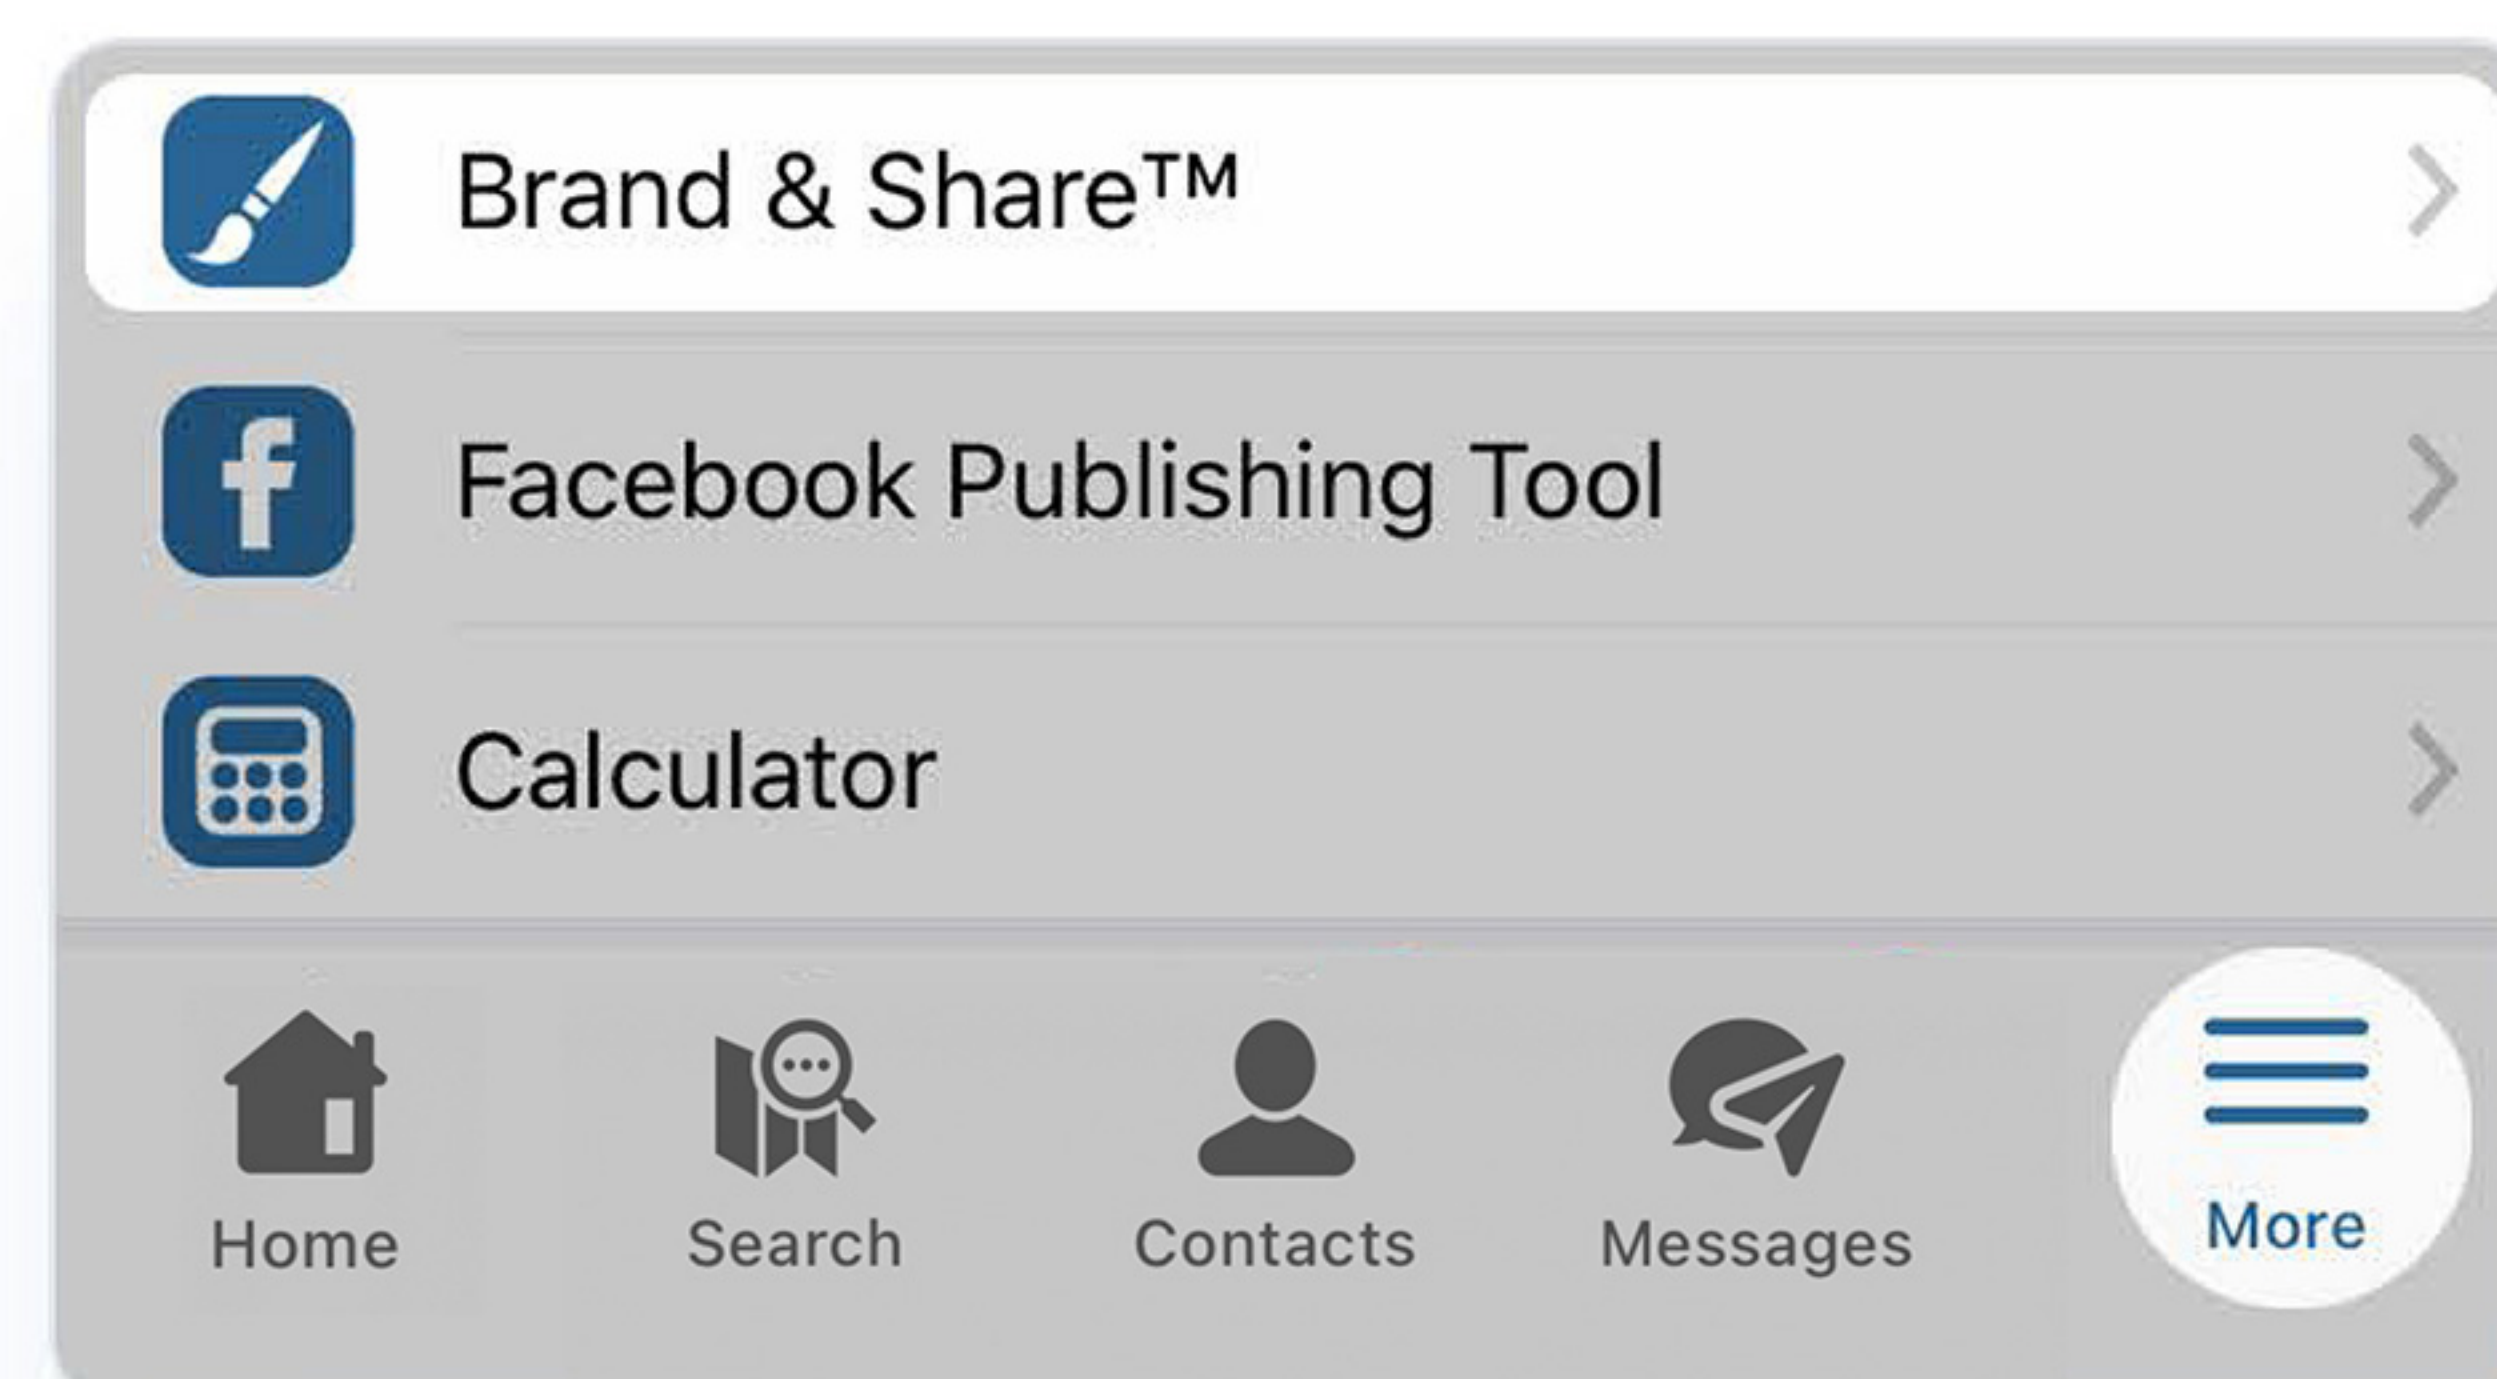 Brand & Share™
Facebook Publishing Tool
Calculator
Home Search Contacts Messages More